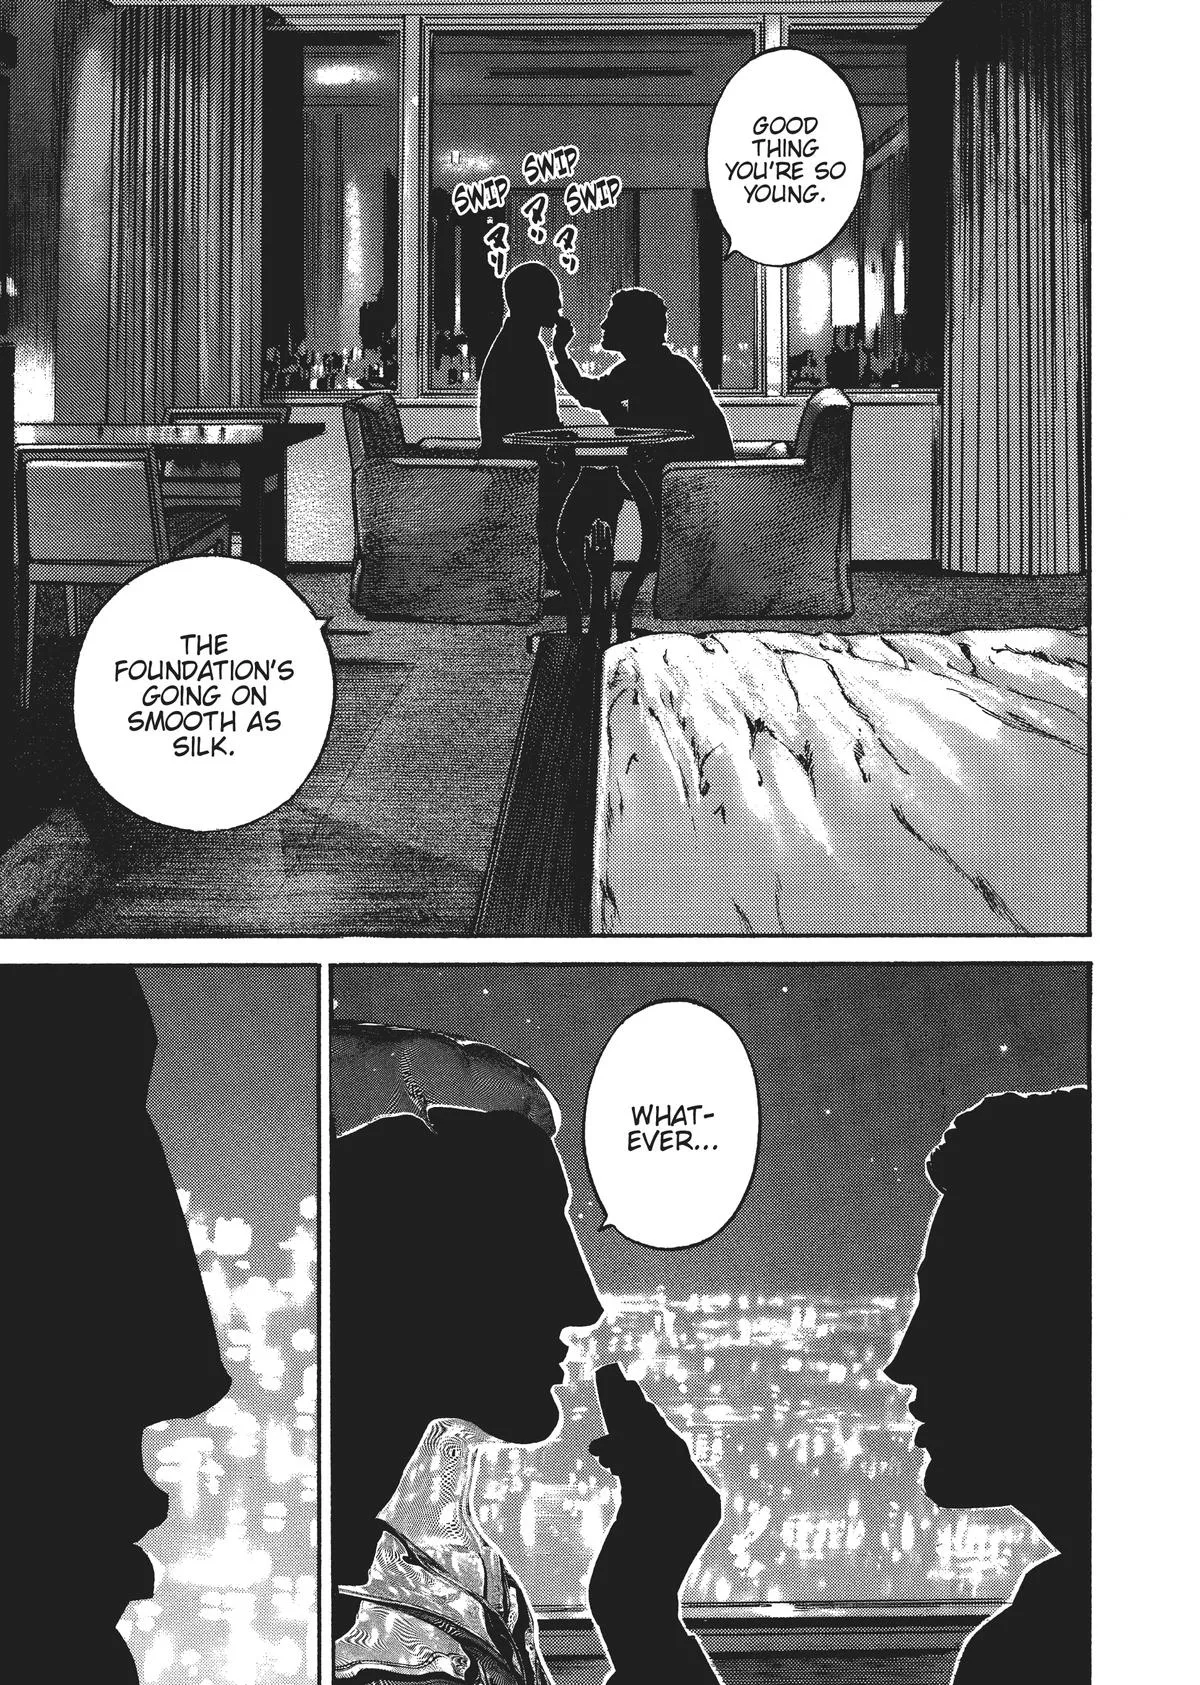 GOOD
THING
YOU'RE SO
YOUNG.
SWIP
SWIP
SWIP
THE
FOUNDATION'S
GOING ON
SMOOTH AS
SILK.
WHAT-
EVER...